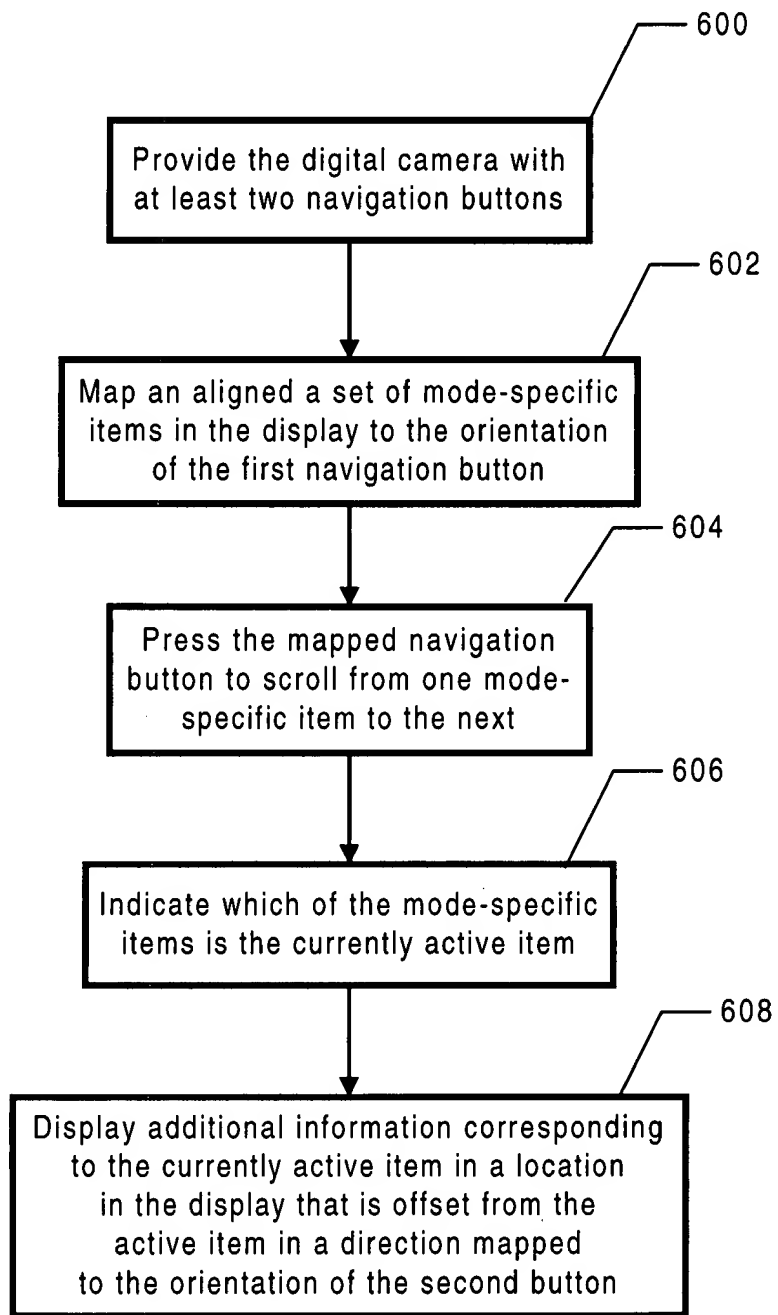 600
Provide the digital camera with
at least two navigation buttons
602
Map an aligned a set of mode-specific
items in the display to the orientation
of the first navigation button
604
Press the mapped navigation
button to scroll from one mode-
specific item to the next
606
Indicate which of the mode-specific
items is the currently active item
608
Display additional information corresponding
to the currently active item in a location
in the display that is offset from the
active item in a direction mapped
to the orientation of the second button